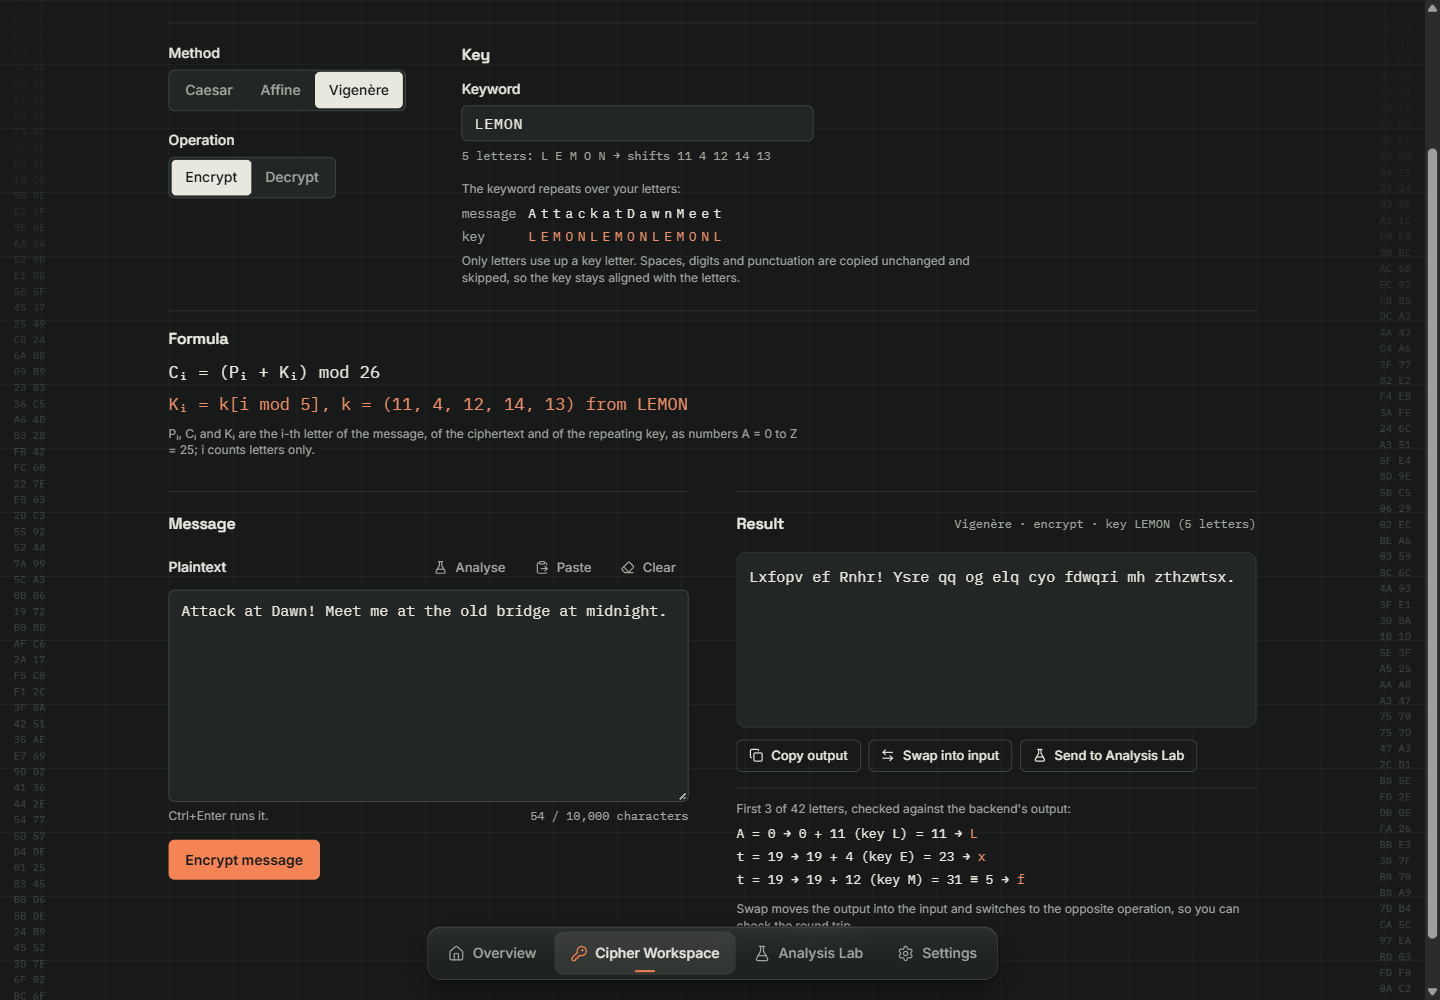 Method
Caesar Affine Vigenère
Operation
Encrypt Decrypt
Key
Keyword
LEMON
5 letters: L E M O N → shifts 11 4 12 14 13
The keyword repeats over your letters:
message AttackatDawnMeet
key LEMONLEMONLEMONL
Only letters use up a key letter. Spaces, digits and punctuation are copied unchanged and
skipped, so the key stays aligned with the letters.
Formula
Cᵢ = (Pᵢ + Kᵢ) mod 26
Kᵢ = k[i mod 5], k = (11, 4, 12, 14, 13) from LEMON
Pᵢ, Cᵢ and Kᵢ are the i-th letter of the message, of the ciphertext and of the repeating key, as numbers A = 0 to Z
= 25; i counts letters only.
Message
Plaintext Analyse Paste Clear
Attack at Dawn! Meet me at the old bridge at midnight.
Ctrl+Enter runs it. 54 / 10,000 characters
Encrypt message
Result Vigenère · encrypt · key LEMON (5 letters)
Lxfopv ef Rnhr! Ysre qq og elq cyo fdwqri mh zthzwtsx.
Copy output Swap into input Send to Analysis Lab
First 3 of 42 letters, checked against the backend's output:
A = 0 → 0 + 11 (key L) = 11 → L
t = 19 → 19 + 4 (key E) = 23 → x
t = 19 → 19 + 12 (key M) = 31 ≡ 5 → f
Swap moves the output into the input and switches to the opposite operation, so you can
check the round trip
Overview Cipher Workspace Analysis Lab Settings